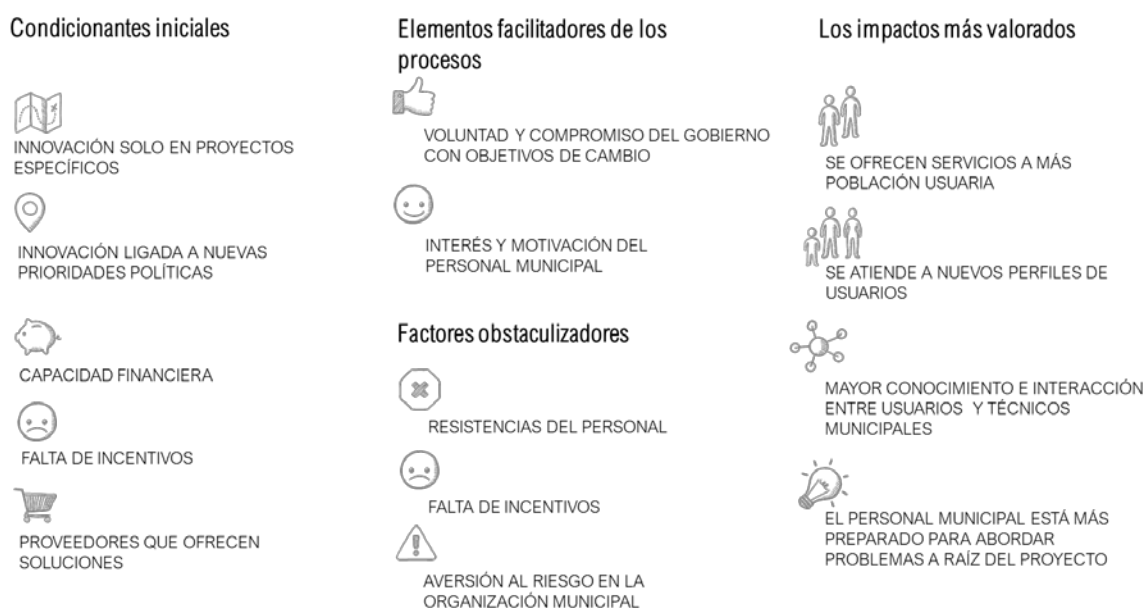 Condicionantes iniciales
INNOVACIÓN SOLO EN PROYECTOS
ESPECÍFICOS
INNOVACIÓN LIGADA A NUEVAS
PRIORIDADES POLÍTICAS
CAPACIDAD FINANCIERA
FALTA DE INCENTIVOS
PROVEEDORES QUE OFRECEN
SOLUCIONES
Elementos facilitadores de los
procesos
VOLUNTAD Y COMPROMISO DEL GOBIERNO
CON OBJETIVOS DE CAMBIO
INTERÉS Y MOTIVACIÓN DEL
PERSONAL MUNICIPAL
Factores obstaculizadores
RESISTENCIAS DEL PERSONAL
FALTA DE INCENTIVOS
AVERSIÓN AL RIESGO EN LA
ORGANIZACIÓN MUNICIPAL
Los impactos más valorados
SE OFRECEN SERVICIOS A MÁS
POBLACIÓN USUARIA
SE ATIENDE A NUEVOS PERFILES DE
USUARIOS
MAYOR CONOCIMIENTO E INTERACCIÓN
ENTRE USUARIOS Y TÉCNICOS
MUNICIPALES
EL PERSONAL MUNICIPAL ESTÁ MÁS
PREPARADO PARA ABORDAR
PROBLEMAS A RAÍZ DEL PROYECTO